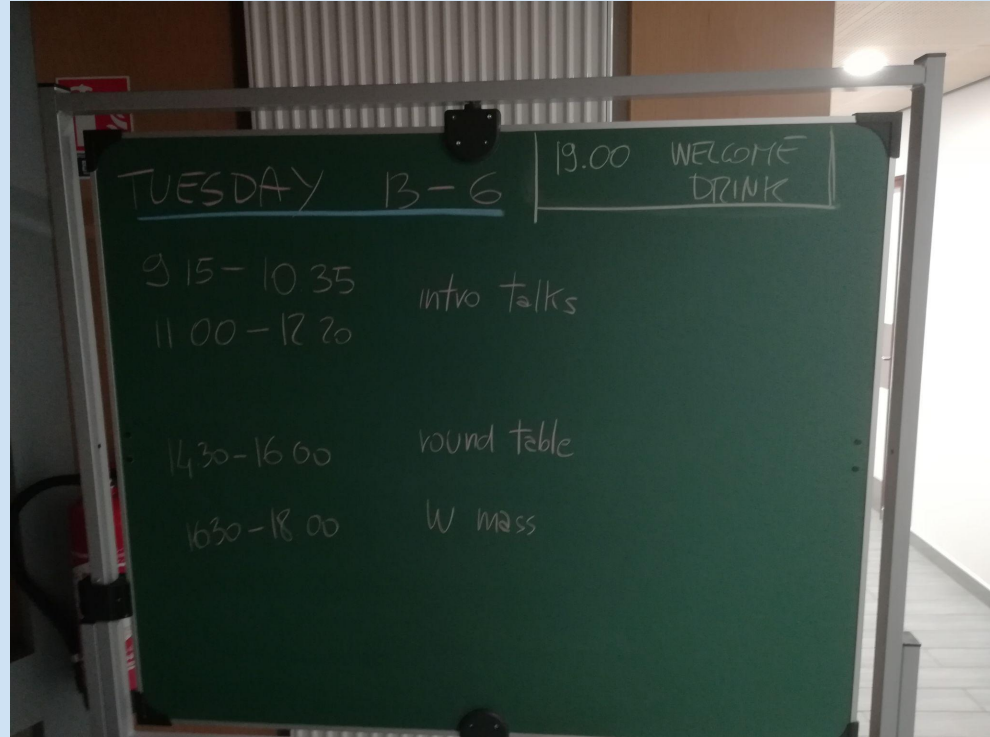 TUESDAY 13-6
19.00 WELCOME
DRINK
9 15-10 35
intro talks
11 00-12 20
14 30-16 00 round table
16 30-18 00 W mass